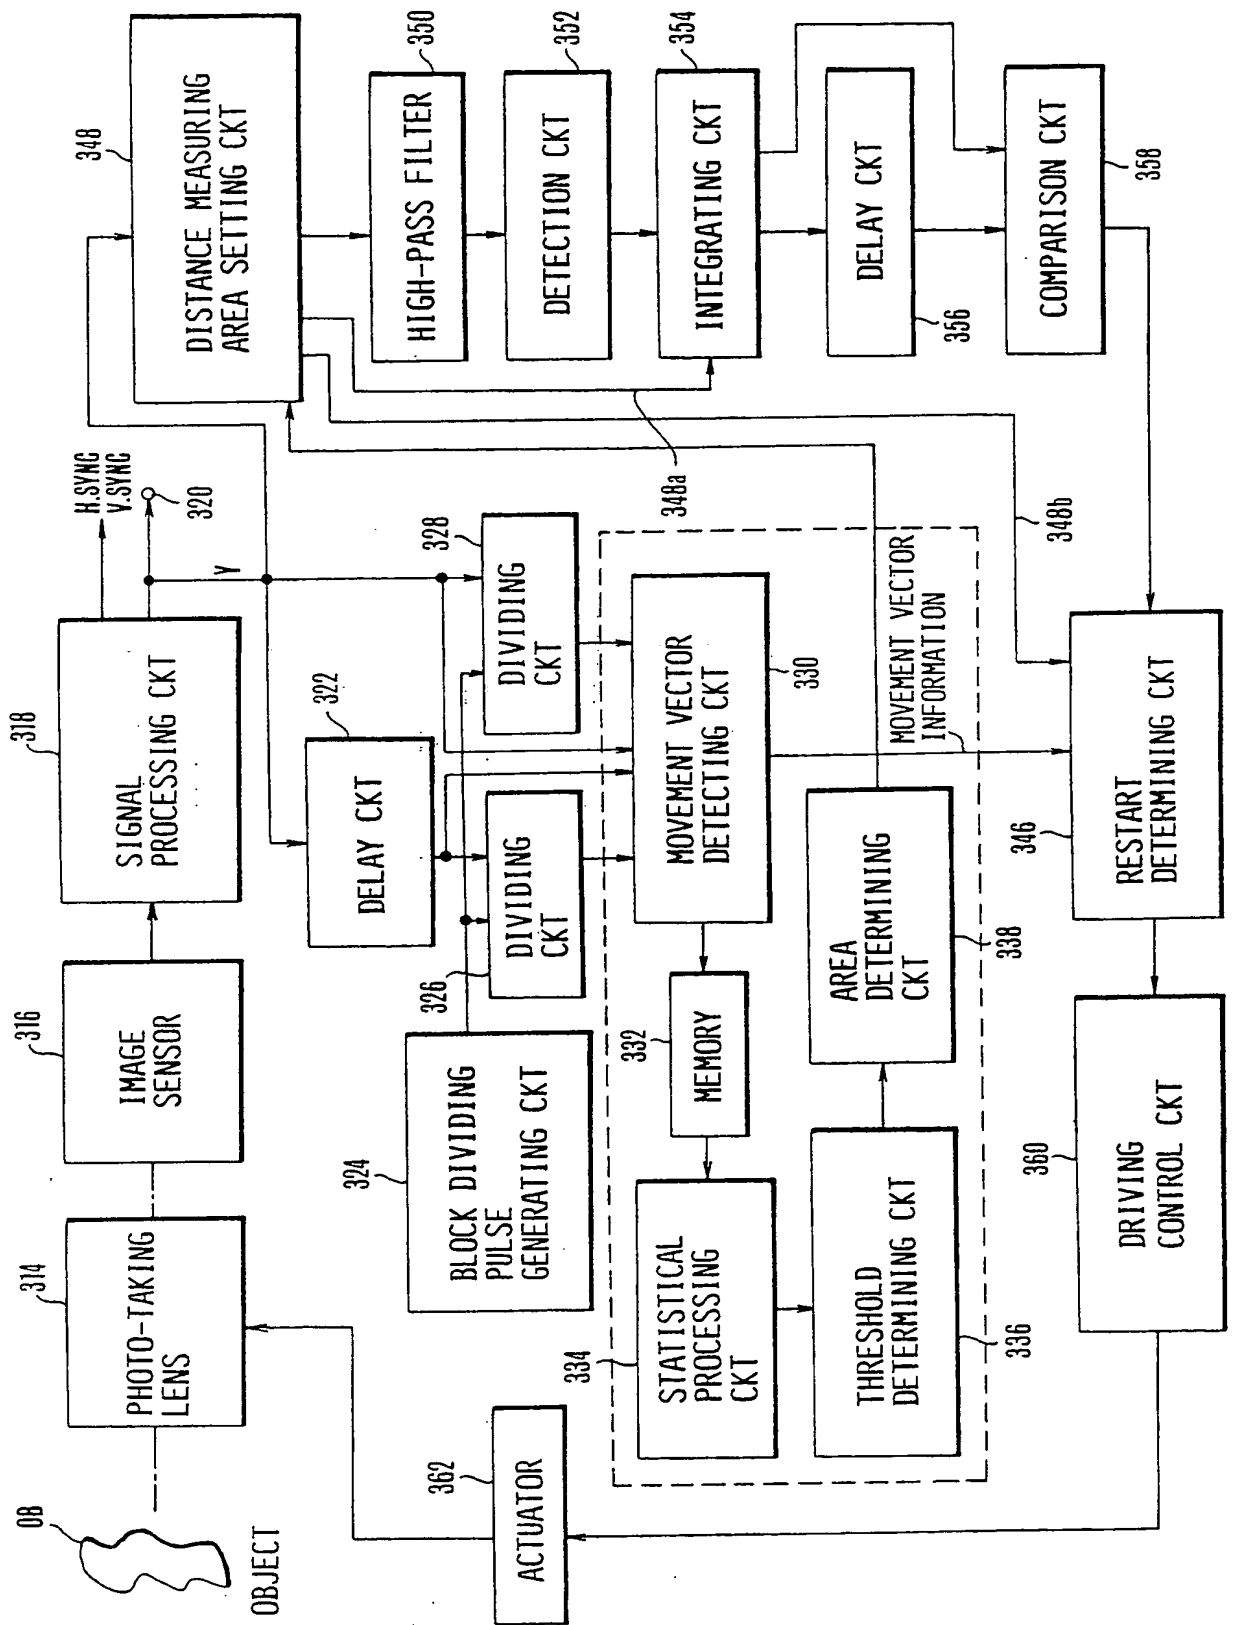 OB
OBJECT
314
PHOTO-TAKING
LENS
316
IMAGE
SENSOR
318
SIGNAL
PROCESSING CKT
H.SYNC
V.SYNC
320
Y
348
DISTANCE MEASURING
AREA SETTING CKT
350
HIGH-PASS FILTER
352
DETECTION CKT
354
INTEGRATING CKT
356
DELAY CKT
358
COMPARISON CKT
348a
348b
322
DELAY CKT
324
BLOCK DIVIDING
PULSE
GENERATING CKT
326
DIVIDING
CKT
328
DIVIDING
CKT
330
MOVEMENT VECTOR
DETECTING CKT
332
MEMORY
334
STATISTICAL
PROCESSING
CKT
336
THRESHOLD
DETERMINING CKT
338
AREA
DETERMINING
CKT
MOVEMENT VECTOR
INFORMATION
346
RESTART
DETERMINING CKT
360
DRIVING
CONTROL CKT
362
ACTUATOR